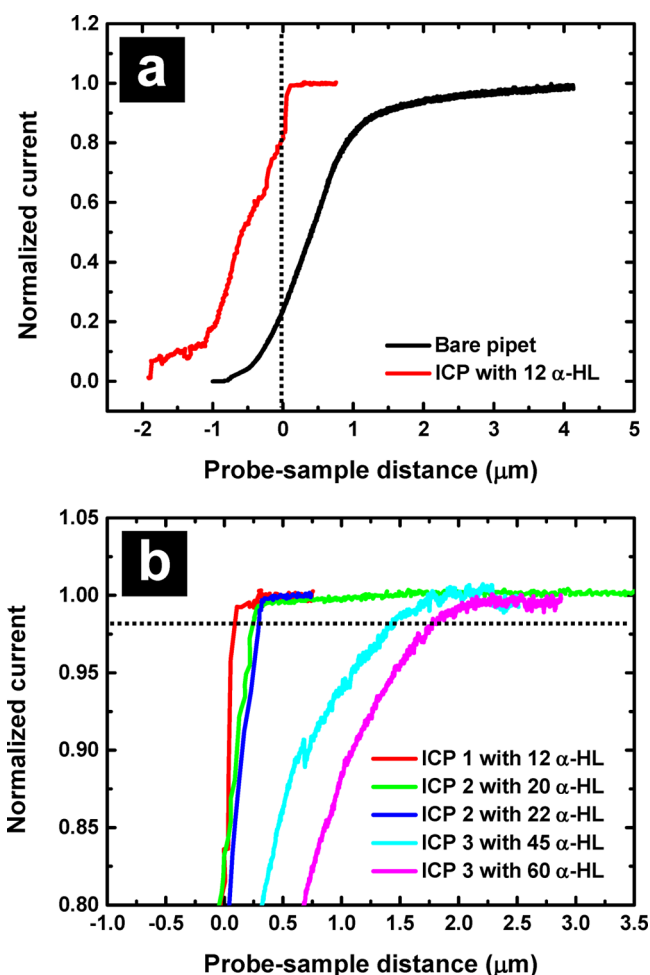 a
1.2
1.0
0.8
0.6
0.4
0.2
0.0
Normalized current
Bare pipet
ICP with 12 α-HL
-2 -1 0 1 2 3 4 5
Probe-sample distance (μm)
b
1.05
1.00
0.95
0.90
0.85
0.80
Normalized current
ICP 1 with 12 α-HL
ICP 2 with 20 α-HL
ICP 2 with 22 α-HL
ICP 3 with 45 α-HL
ICP 3 with 60 α-HL
-1.0 -0.5 0.0 0.5 1.0 1.5 2.0 2.5 3.0 3.5
Probe-sample distance (μm)